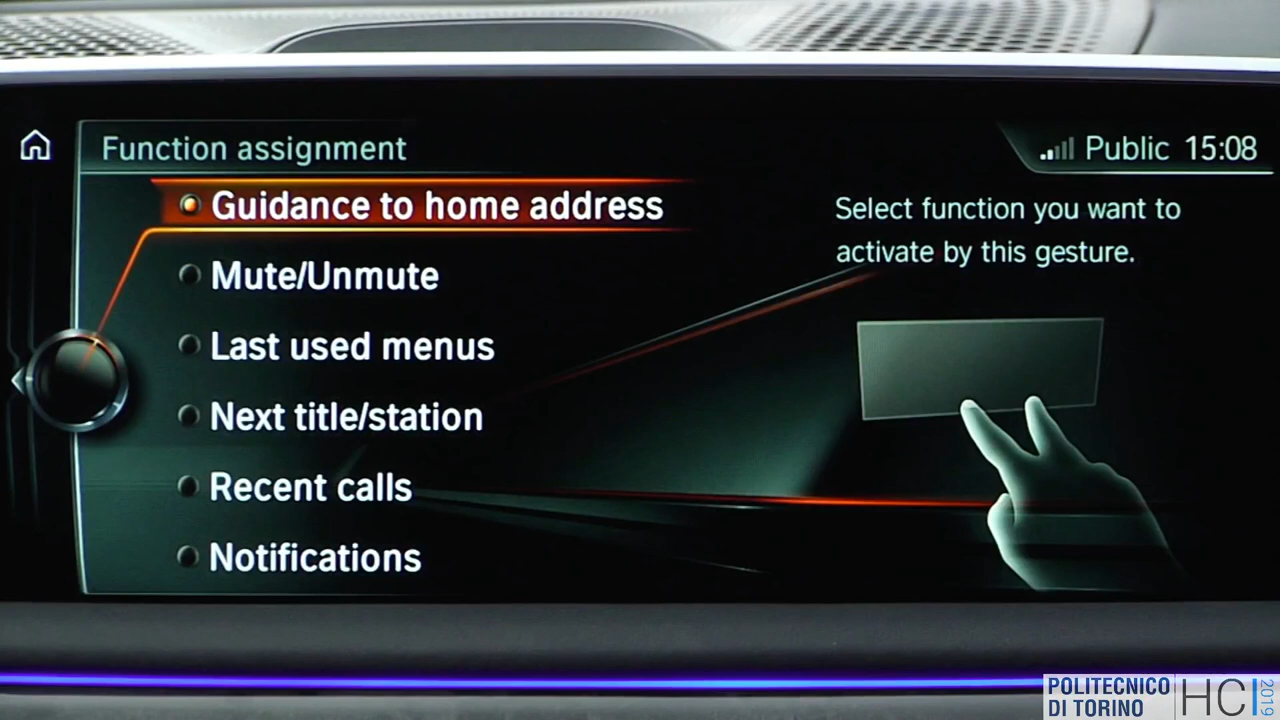 Function assignment
Public 15:08
Guidance to home address
Mute/Unmute
Last used menus
Next title/station
Recent calls
Notifications
Select function you want to
activate by this gesture.
POLITECNICO
DI TORINO
HCI 2019